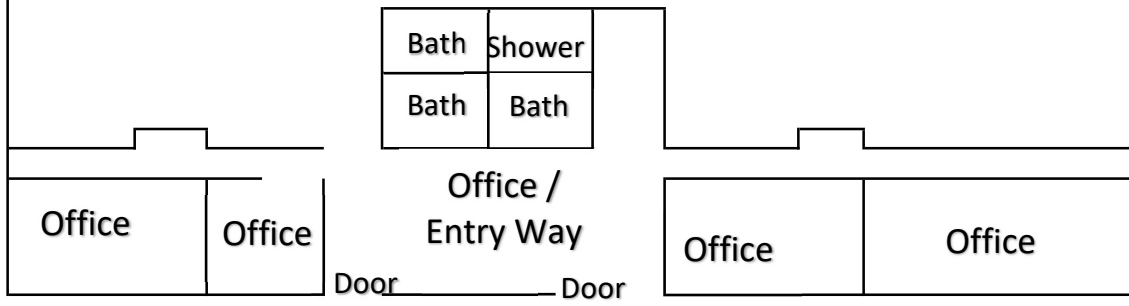 Bath
Shower
Bath
Bath
Office /
Entry Way
Office
Office
Office
Office
Door
Door